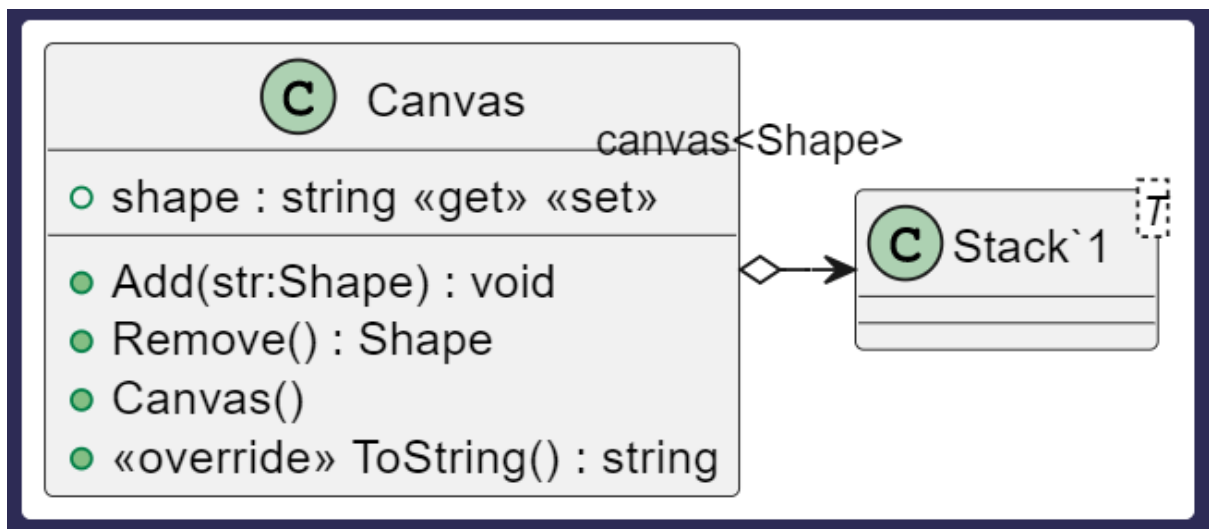 C Canvas
canvas<Shape>
shape : string «get» «set»
Add(str:Shape) : void
Remove() : Shape
Canvas()
«override» ToString() : string
C Stack`1
T